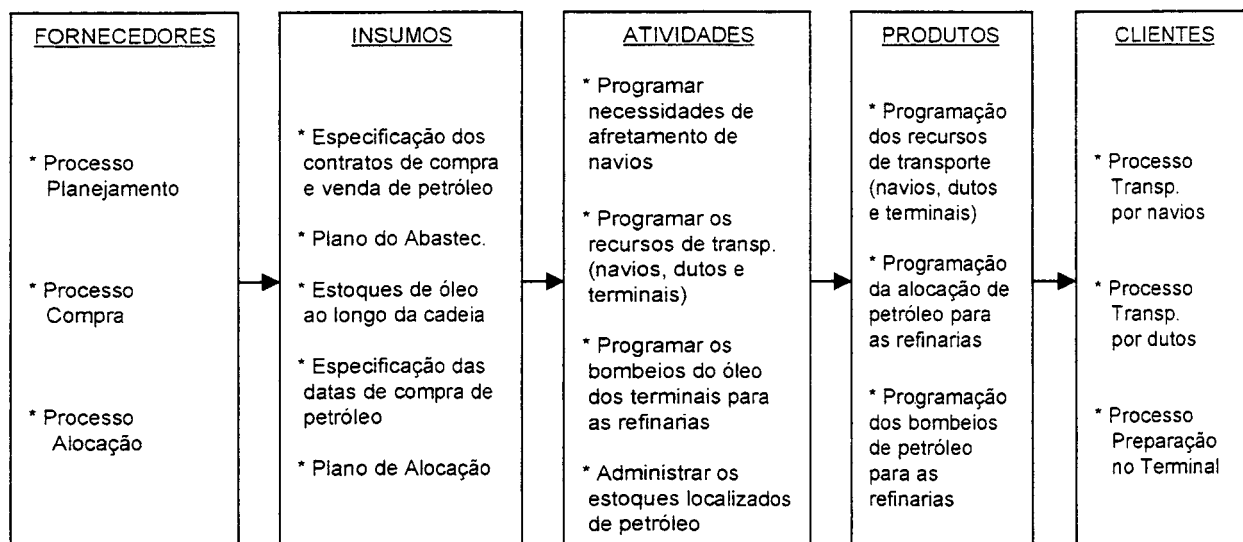 FORNECEDORES
* Processo
Planejamento
* Processo
Compra
* Processo
Alocação
INSUMOS
* Especificação dos
contratos de compra
e venda de petróleo
* Plano do Abastec.
* Estoques de óleo
ao longo da cadeia
* Especificação das
datas de compra de
petróleo
* Plano de Alocação
ATIVIDADES
* Programar
necessidades de
afretamento de
navios
* Programar os
recursos de transp.
(navios, dutos e
terminais)
* Programar os
bombeios do óleo
dos terminais para
as refinarias
* Administrar os
estoques localizados
de petróleo
PRODUTOS
* Programação
dos recursos
de transporte
(navios, dutos
e terminais)
* Programação
da alocação de
petróleo para
as refinarias
* Programação
dos bombeios
de petróleo
para as
refinarias
CLIENTES
* Processo
Transp.
por navios
* Processo
Transp.
por dutos
* Processo
Preparação
no Terminal